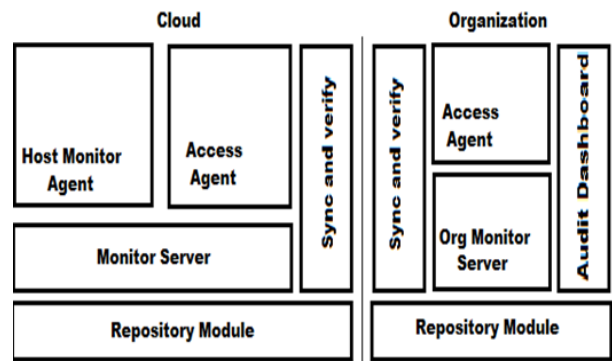 Cloud
Host Monitor
Agent
Access
Agent
Sync and verify
Monitor Server
Repository Module
Organization
Sync and verify
Access
Agent
Org Monitor
Server
Audit Dashboard
Repository Module